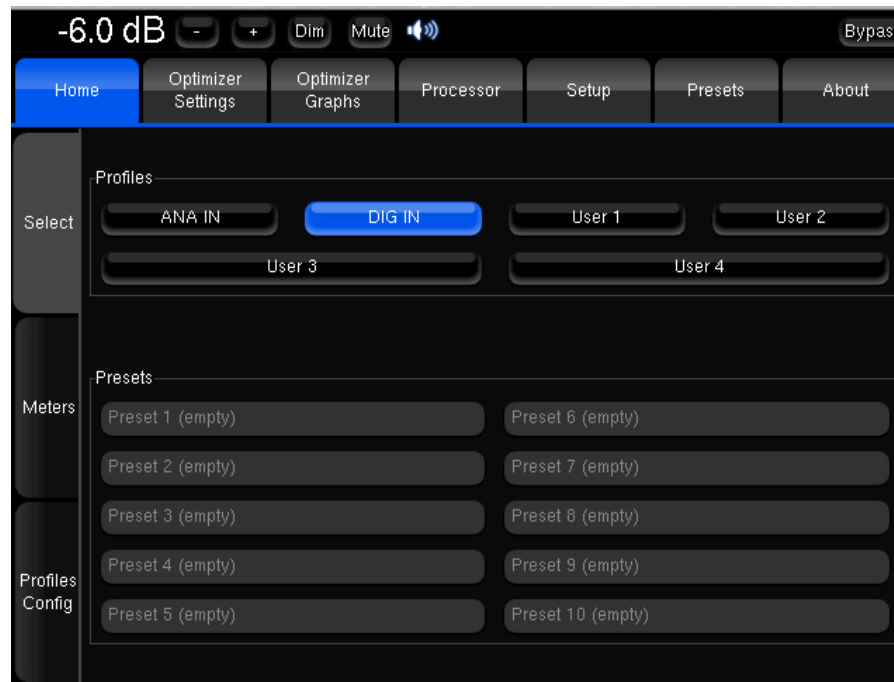 -6.0 dB - + Dim Mute Bypas
Home Optimizer Settings Optimizer Graphs Processor Setup Presets About
Select
Profiles
ANA IN DIG IN User 1 User 2
User 3 User 4
Meters
Presets
Preset 1 (empty) Preset 6 (empty)
Preset 2 (empty) Preset 7 (empty)
Preset 3 (empty) Preset 8 (empty)
Preset 4 (empty) Preset 9 (empty)
Preset 5 (empty) Preset 10 (empty)
Profiles
Config